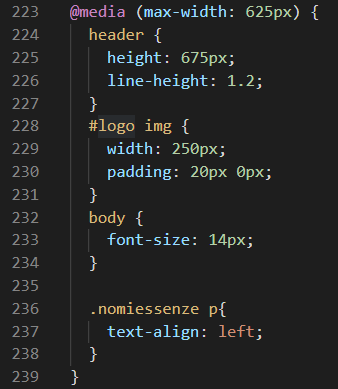 223 @media (max-width: 625px) {
224 header {
225 height: 675px;
226 line-height: 1.2;
227 }
228 #logo img {
229 width: 250px;
230 padding: 20px 0px;
231 }
232 body {
233 font-size: 14px;
234 }
235
236 .nomiessenze p{
237 text-align: left;
238 }
239 }